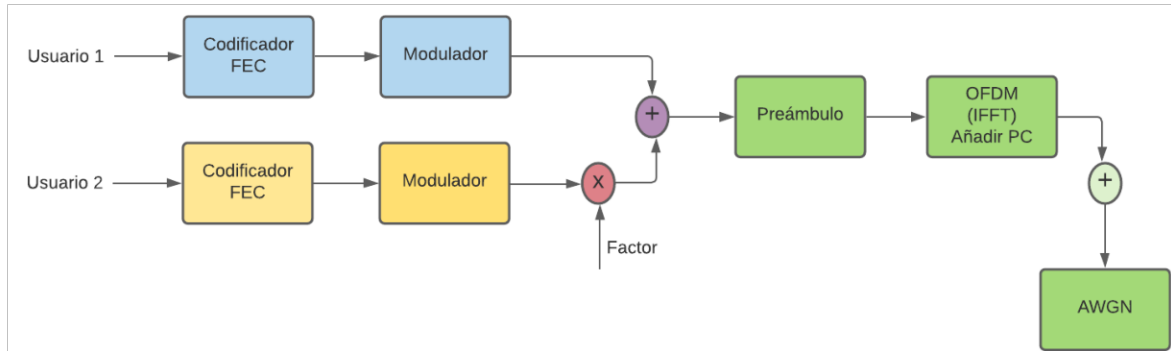 Usuario 1
Codificador
FEC
Modulador
+
Preámbulo
OFDM
(IFFT)
Añadir PC
Usuario 2
Codificador
FEC
Modulador
X
+
Factor
AWGN